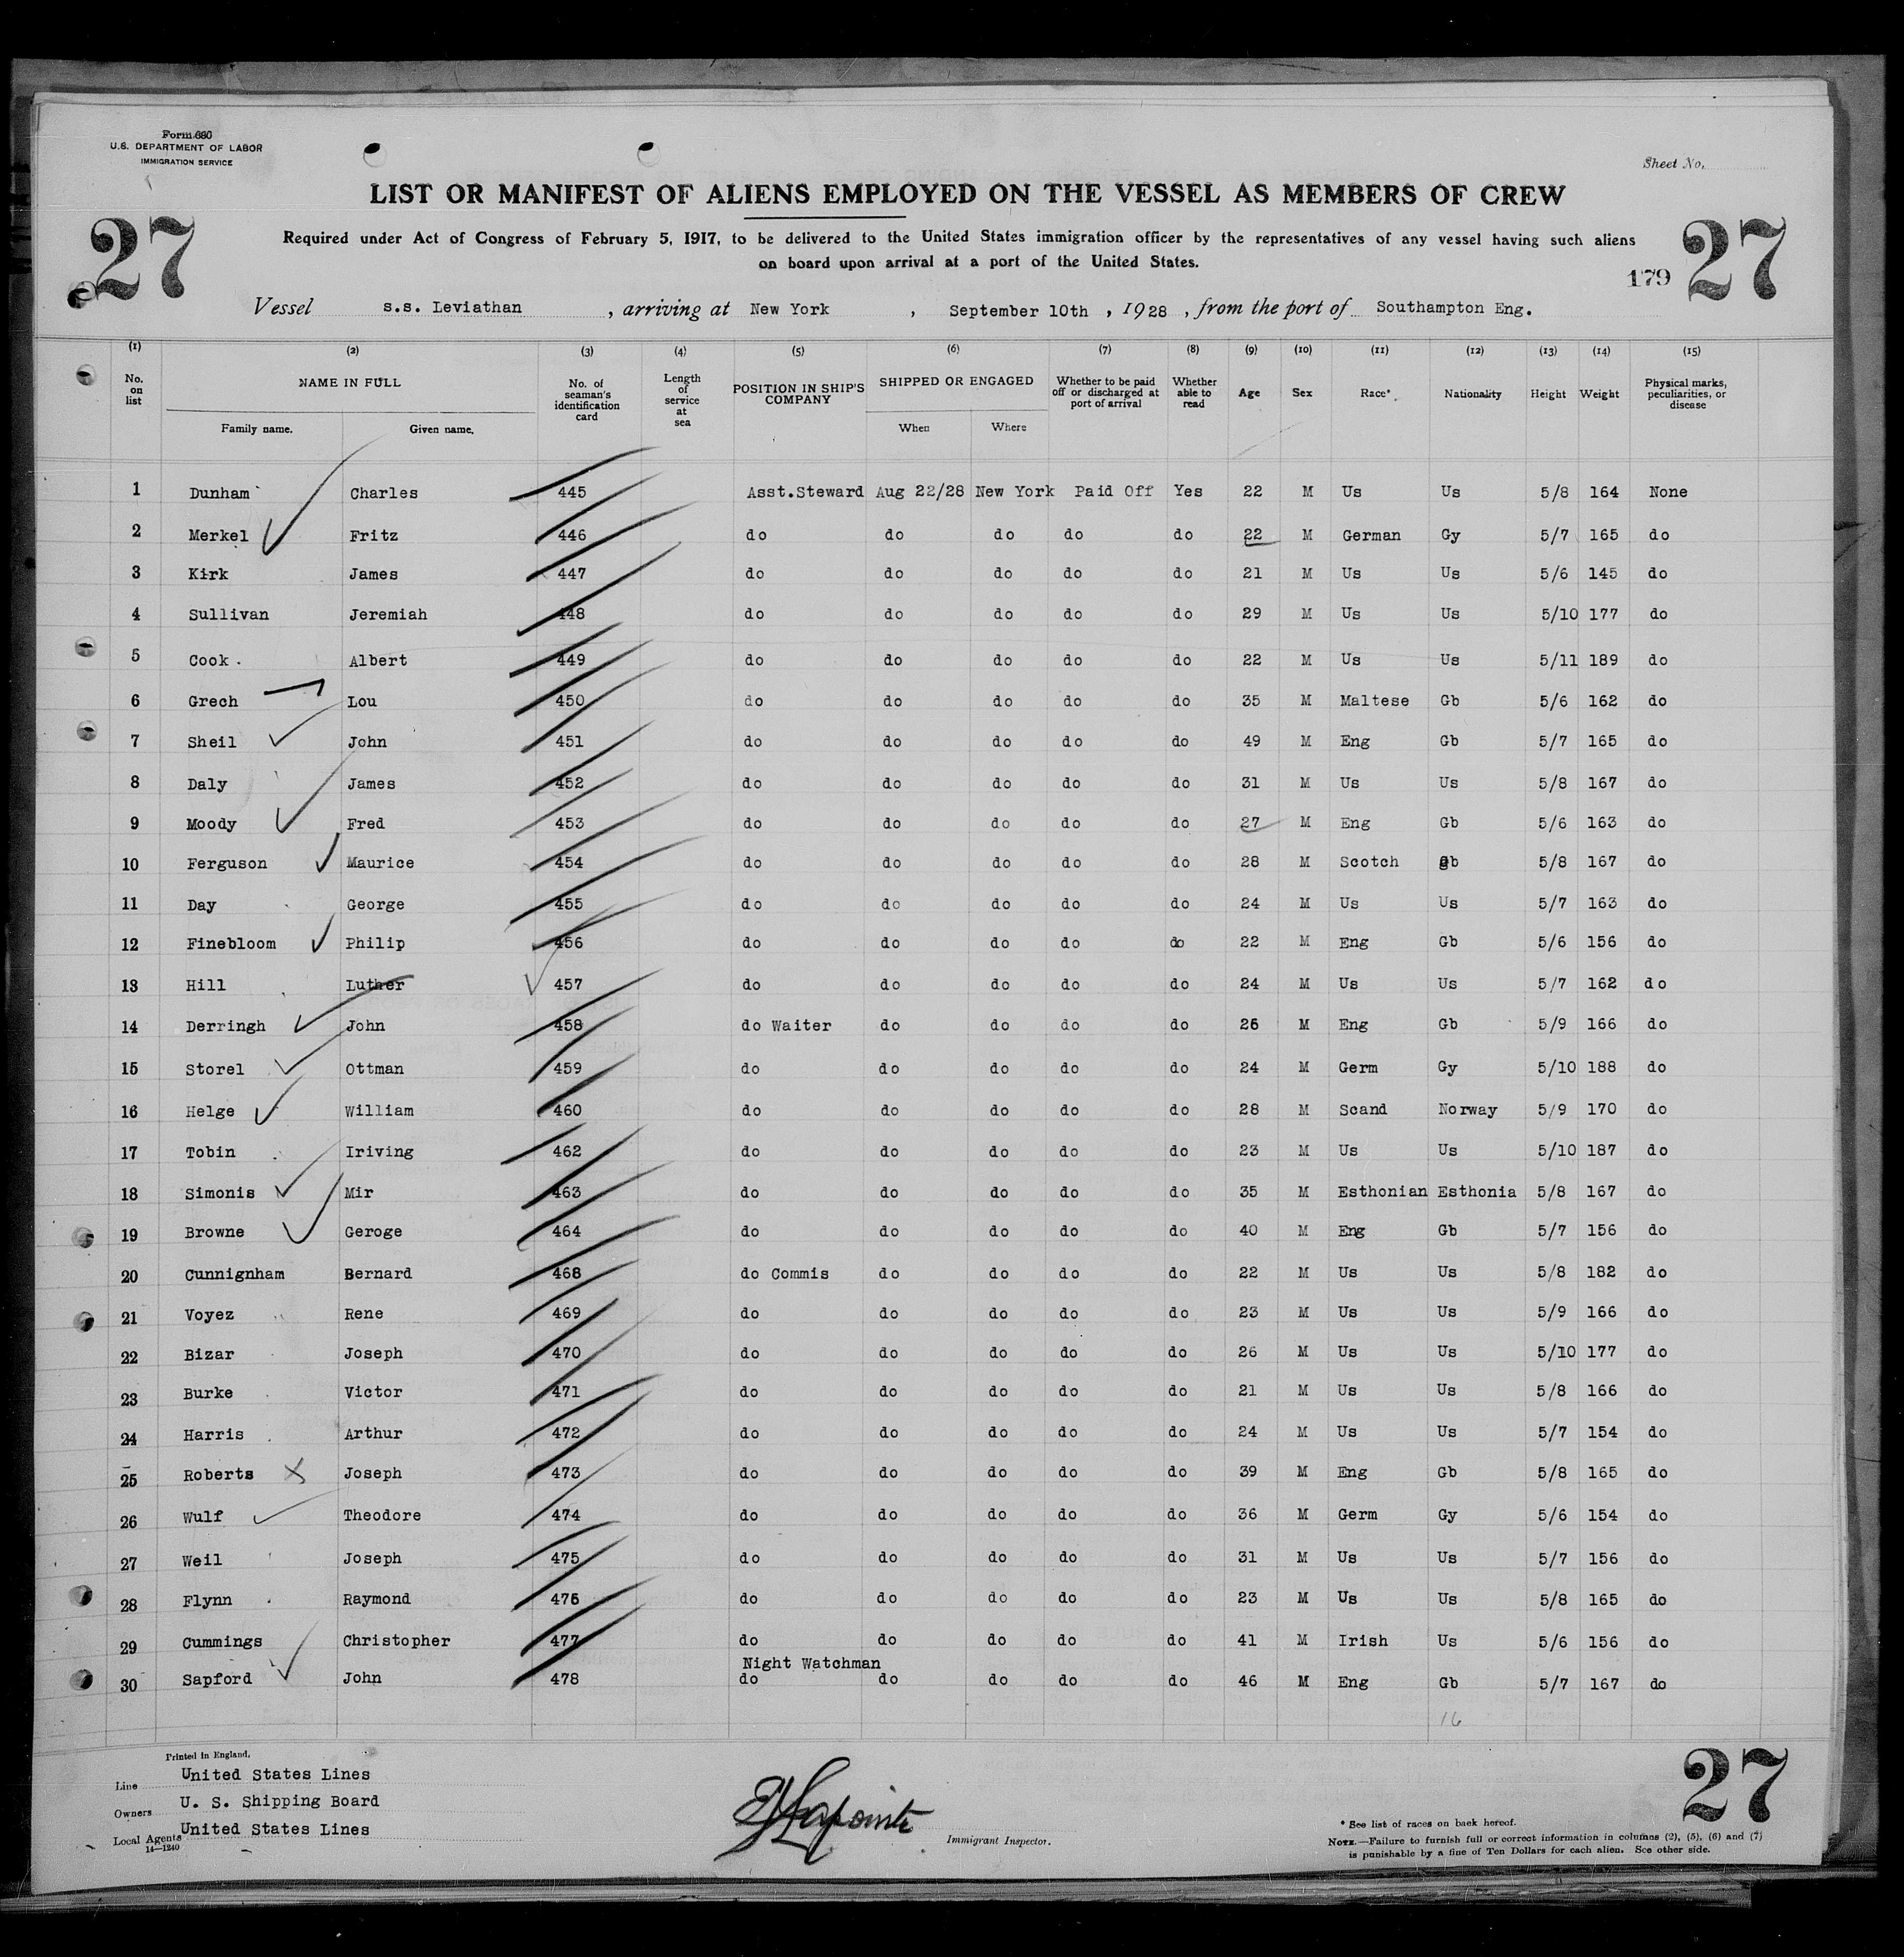 Form 680
U.S. DEPARTMENT OF LABOR
IMMIGRATION SERVICE
Sheet No.
LIST OR MANIFEST OF ALIENS EMPLOYED ON THE VESSEL AS MEMBERS OF CREW
27
27
Required under Act of Congress of February 5, 1917, to be delivered to the United States immigration officer by the representatives of any vessel having such aliens
on board upon arrival at a port of the United States.
179
Vessel s.s. Leviathan , arriving at New York , September 10th , 1928 , from the port of Southampton Eng.
(1) (2) (3) (4) (5) (6) (7) (8) (9) (10) (11) (12) (13) (14) (15)
No. on list NAME IN FULL Family name. Given name. No. of seaman's identification card Length of service at sea POSITION IN SHIP'S COMPANY SHIPPED OR ENGAGED When Where Whether to be paid off or discharged at port of arrival Whether able to read Age Sex Race* Nationality Height Weight Physical marks, peculiarities, or disease
1 Dunham Charles 445 Asst.Steward Aug 22/28 New York Paid Off Yes 22 M Us Us 5/8 164 None
2 Merkel Fritz 446 do do do do do 22 M German Gy 5/7 165 do
3 Kirk James 447 do do do do do 21 M Us Us 5/6 145 do
4 Sullivan Jeremiah 448 do do do do do 29 M Us Us 5/10 177 do
5 Cook. Albert 449 do do do do do 22 M Us Us 5/11 189 do
6 Grech Lou 450 do do do do do 35 M Maltese Gb 5/6 162 do
7 Sheil John 451 do do do do do 49 M Eng Gb 5/7 165 do
8 Daly James 452 do do do do do 31 M Us Us 5/8 167 do
9 Moody Fred 453 do do do do do 27 M Eng Gb 5/6 163 do
10 Ferguson Maurice 454 do do do do do 28 M Scotch Gb 5/8 167 do
11 Day George 455 do do do do do 24 M Us Us 5/7 163 do
12 Finebloom Philip 456 do do do do do 22 M Eng Gb 5/6 156 do
13 Hill Luther 457 do do do do do 24 M Us Us 5/7 162 do
14 Derringh John 458 do Waiter do do do do 26 M Eng Gb 5/9 166 do
15 Storel Ottman 459 do do do do do 24 M Germ Gy 5/10 188 do
16 Helge William 460 do do do do do 28 M Scand Norway 5/9 170 do
17 Tobin Iriving 462 do do do do do 23 M Us Us 5/10 187 do
18 Simonis Mir 463 do do do do do 35 M Esthonian Esthonia 5/8 167 do
19 Browne Geroge 464 do do do do do 40 M Eng Gb 5/7 156 do
20 Cunnignham Bernard 468 do Commis do do do do 22 M Us Us 5/8 182 do
21 Voyez Rene 469 do do do do do 23 M Us Us 5/9 166 do
22 Bizar Joseph 470 do do do do do 26 M Us Us 5/10 177 do
23 Burke Victor 471 do do do do do 21 M Us Us 5/8 166 do
24 Harris Arthur 472 do do do do do 24 M Us Us 5/7 154 do
25 Roberts Joseph 473 do do do do do 39 M Eng Gb 5/8 165 do
26 Wulf Theodore 474 do do do do do 36 M Germ Gy 5/6 154 do
27 Weil Joseph 475 do do do do do 31 M Us Us 5/7 156 do
28 Flynn Raymond 476 do do do do do 23 M Us Us 5/8 165 do
29 Cummings Christopher 477 do do do do do 41 M Irish Us 5/6 156 do
Night Watchman
30 Sapford John 478 do do do do do 46 M Eng Gb 5/7 167 do
16
Printed in England.
Line United States Lines
Owners U. S. Shipping Board
Local Agents United States Lines
14—1240
Lapointe
Immigrant Inspector.
27
* See list of races on back hereof.
NOTE.—Failure to furnish full or correct information in columns (2), (5), (6) and (7)
is punishable by a fine of Ten Dollars for each alien. See other side.